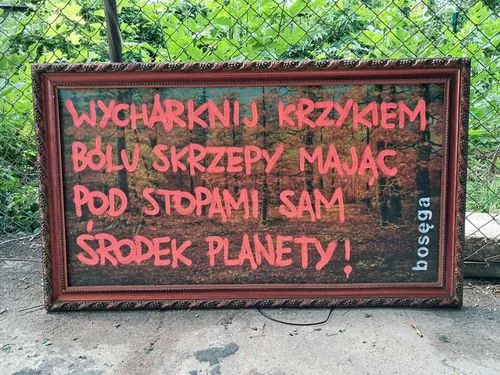 WYCHARKNIJ KRZYKIEM
BÓLU SKRZEPY MAJĄC
POD STOPAMI SAM
ŚRODEK PLANETY!
bosęga